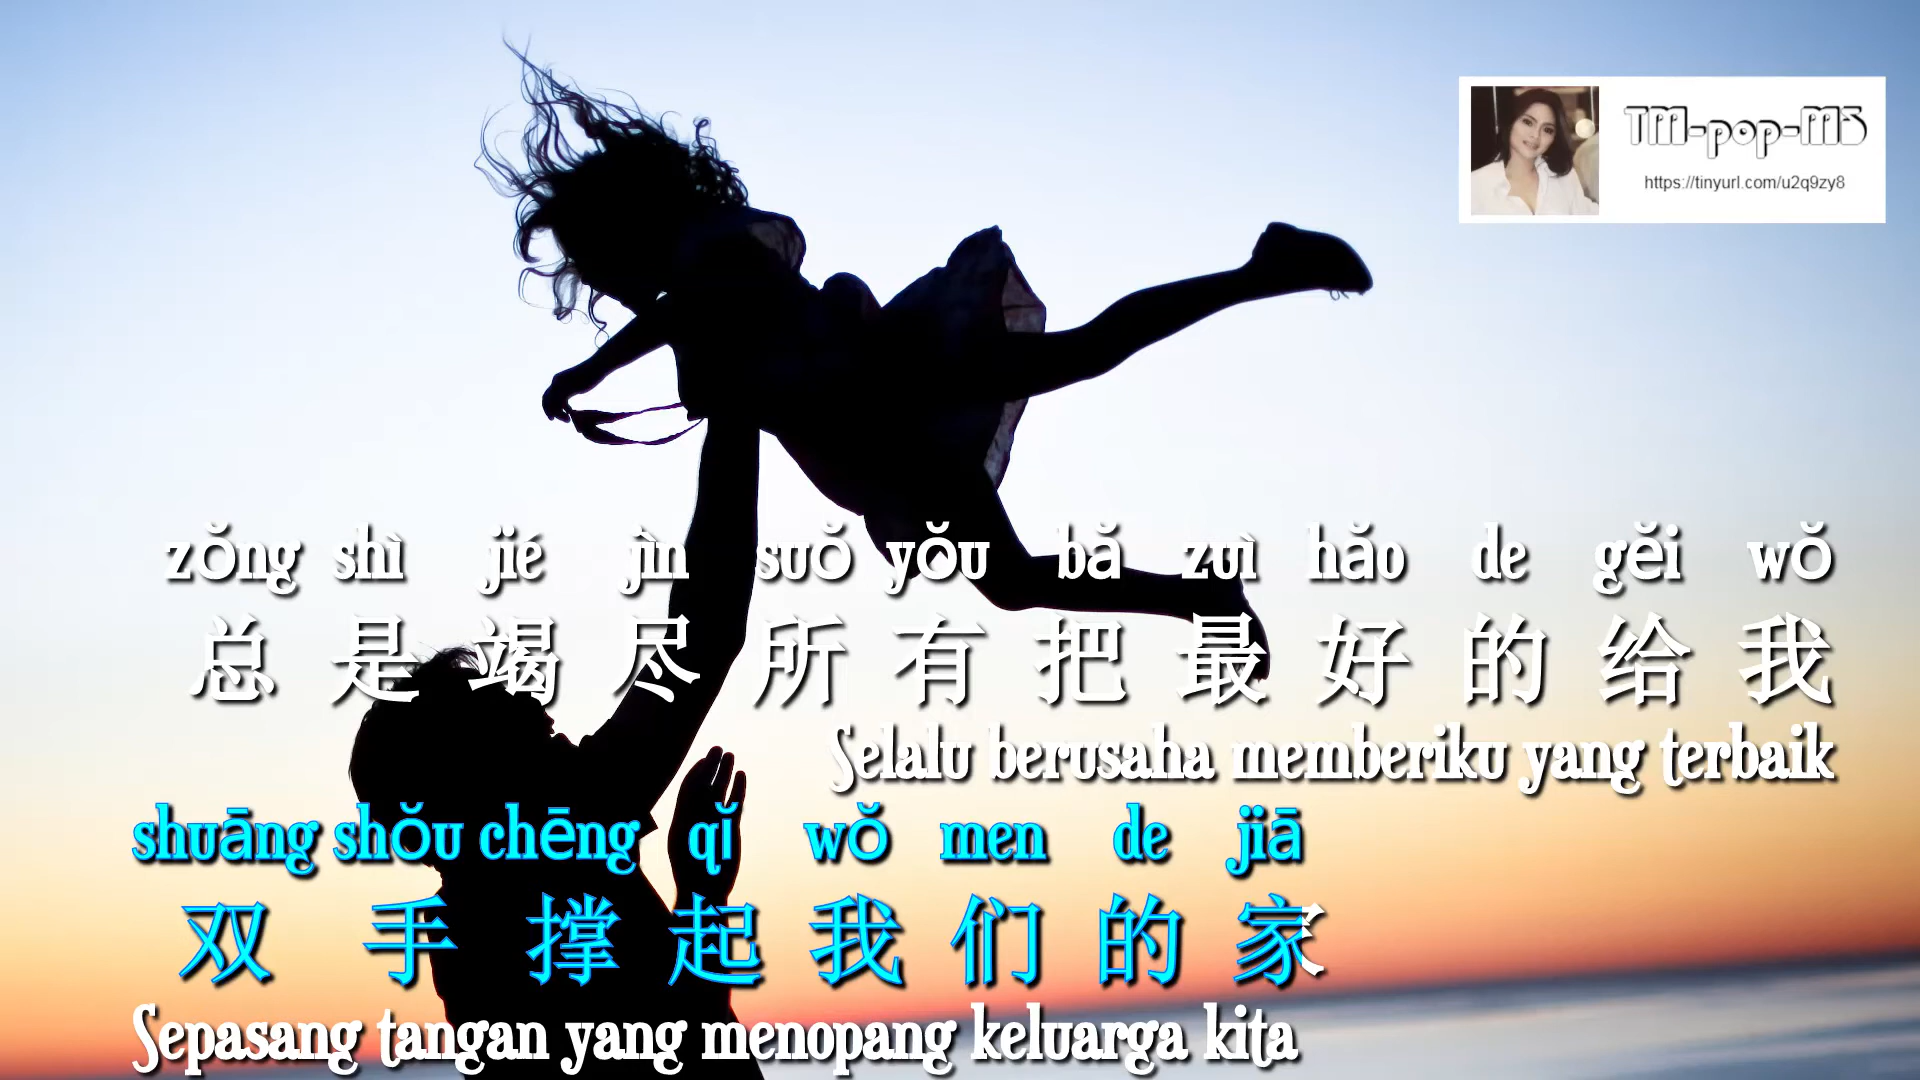 TM-pop-MS
https://tinyurl.com/u2q9zy8
zǒng shì jié jìn suǒ yǒu bǎ zuì hǎo de gěi wǒ
总是竭尽所有把最好的给我
Selalu berusaha memberiku yang terbaik
shuāng shǒu chēng qǐ wǒ men de jiā
双手撑起我们的家
Sepasang tangan yang menopang keluarga kita